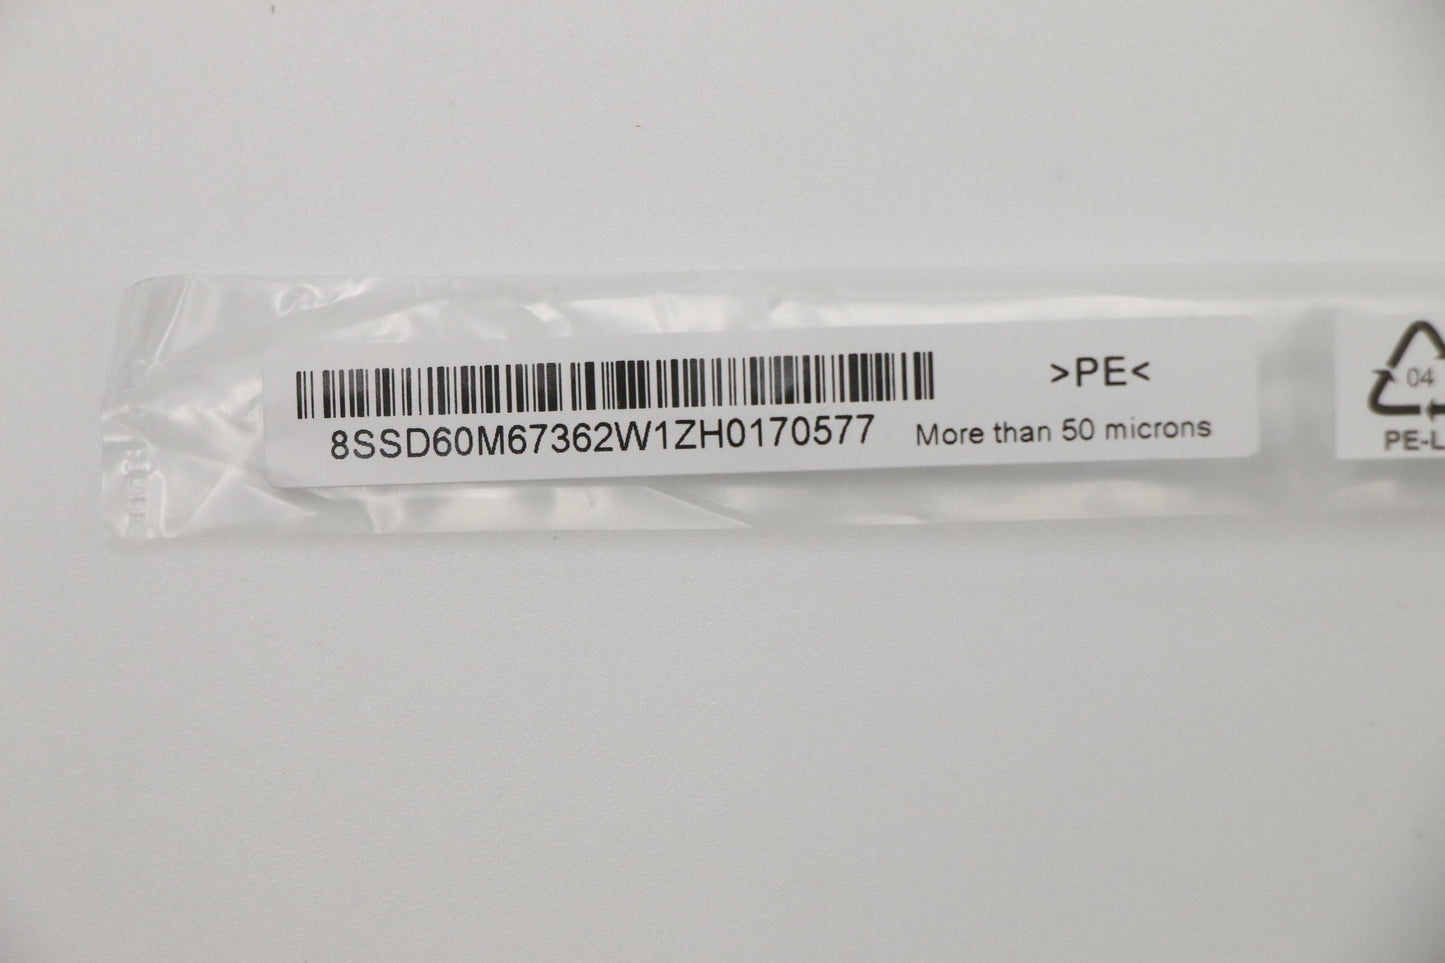 8SSD60M67362W1ZH0170577
>PE<
More than 50 microns
04
PE-L